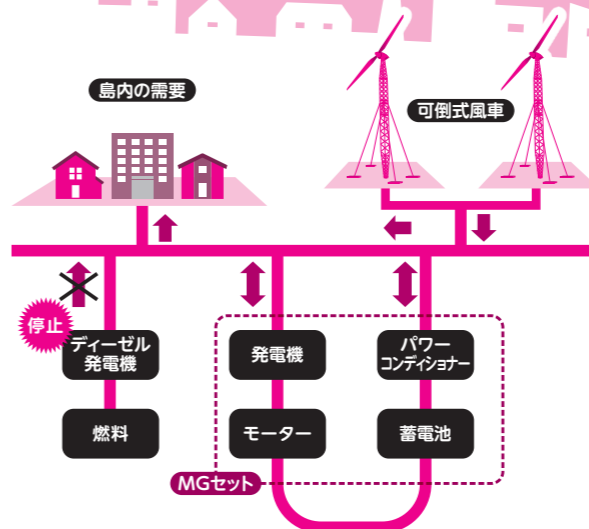 島内の需要
可倒式風車
停止
ディーゼル
発電機
発電機
パワー
コンディショナー
燃料
モーター
蓄電池
MGセット